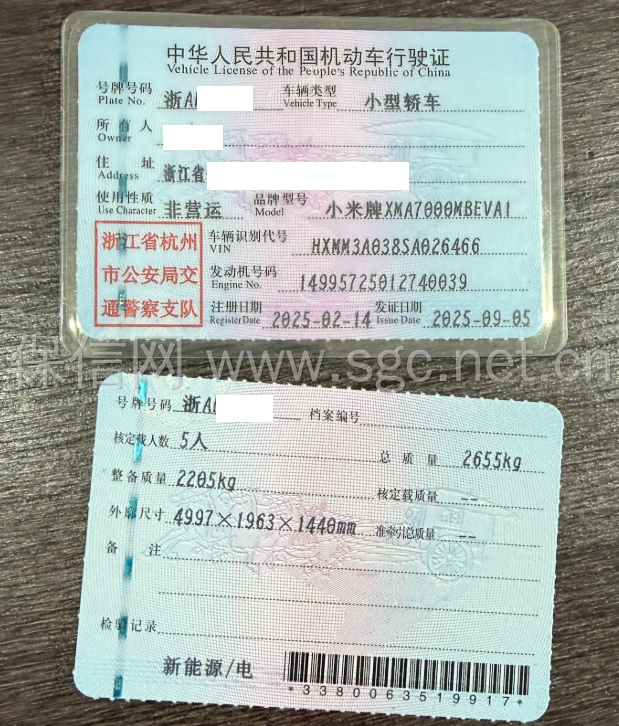 中华人民共和国机动车行驶证
Vehicle License of the People's Republic of China
号牌号码 浙A 车辆类型 小型轿车
Plate No. Vehicle Type
所有人
Owner
住址 浙江省
Address
使用性质 非营运 品牌型号 小米牌XMA7000MBEVA1
Use Character Model
浙江省杭州
市公安局交
通警察支队
车辆识别代号 HXMM3A038SA026466
VIN
发动机号码 14995725012740039
Engine No.
注册日期 2025-02-14 发证日期 2025-09-05
Register Date Issue Date
保信网 www.sgc.net.cn
号牌号码 浙A 档案编号
核定载人数 5人 总质量 2655kg
整备质量 2205kg 核定载质量 --
外廓尺寸 4997×1963×1440mm 准牵引总质量 --
备注
检验记录
新能源/电
*3380063519917*